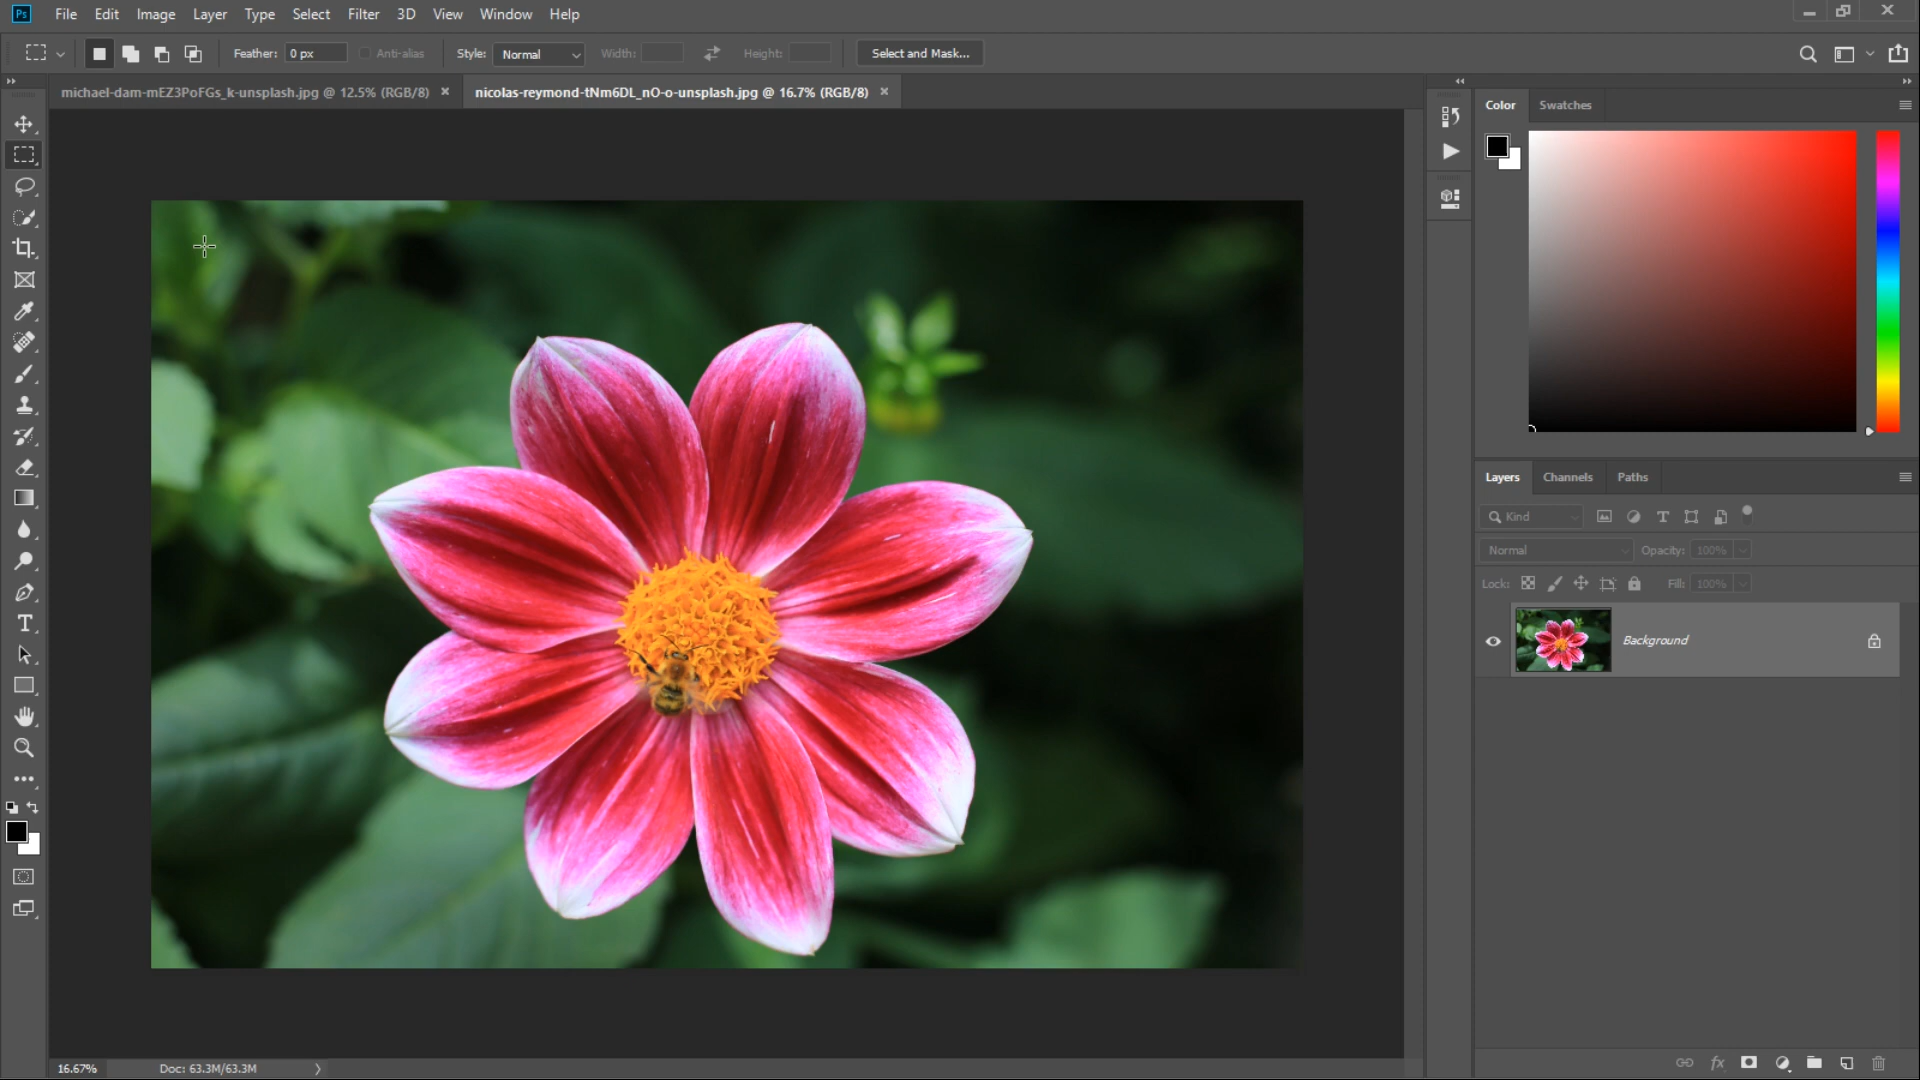 Ps File Edit Image Layer Type Select Filter 3D View Window Help
Feather: 0 px Anti-alias Style: Normal Width: Height: Select and Mask...
michael-dam-mEZ3PoFGs_k-unsplash.jpg @ 12.5% (RGB/8) nicolas-reymond-tNm6DL_nO-o-unsplash.jpg @ 16.7% (RGB/8)
Color Swatches
Layers Channels Paths
Kind
Normal Opacity: 100%
Lock: Fill: 100%
Background
16.67% Doc: 63.3M/63.3M